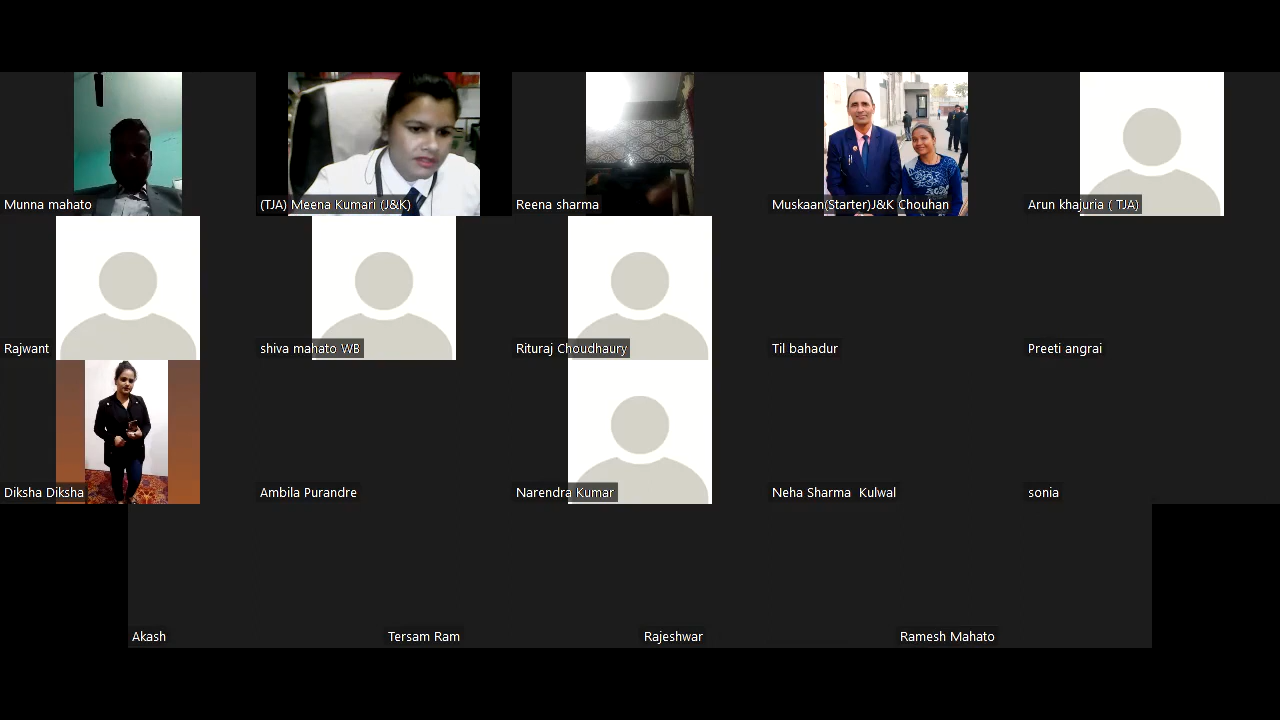 Munna mahato
(TJA) Meena Kumari (J&K)
Reena sharma
Muskaan(Starter)J&K Chouhan
Arun khajuria ( TJA)
Rajwant
shiva mahato WB
Rituraj Choudhaury
Til bahadur
Preeti angrai
Diksha Diksha
Ambila Purandre
Narendra Kumar
Neha Sharma  Kulwal
sonia
Akash
Tersam Ram
Rajeshwar
Ramesh Mahato